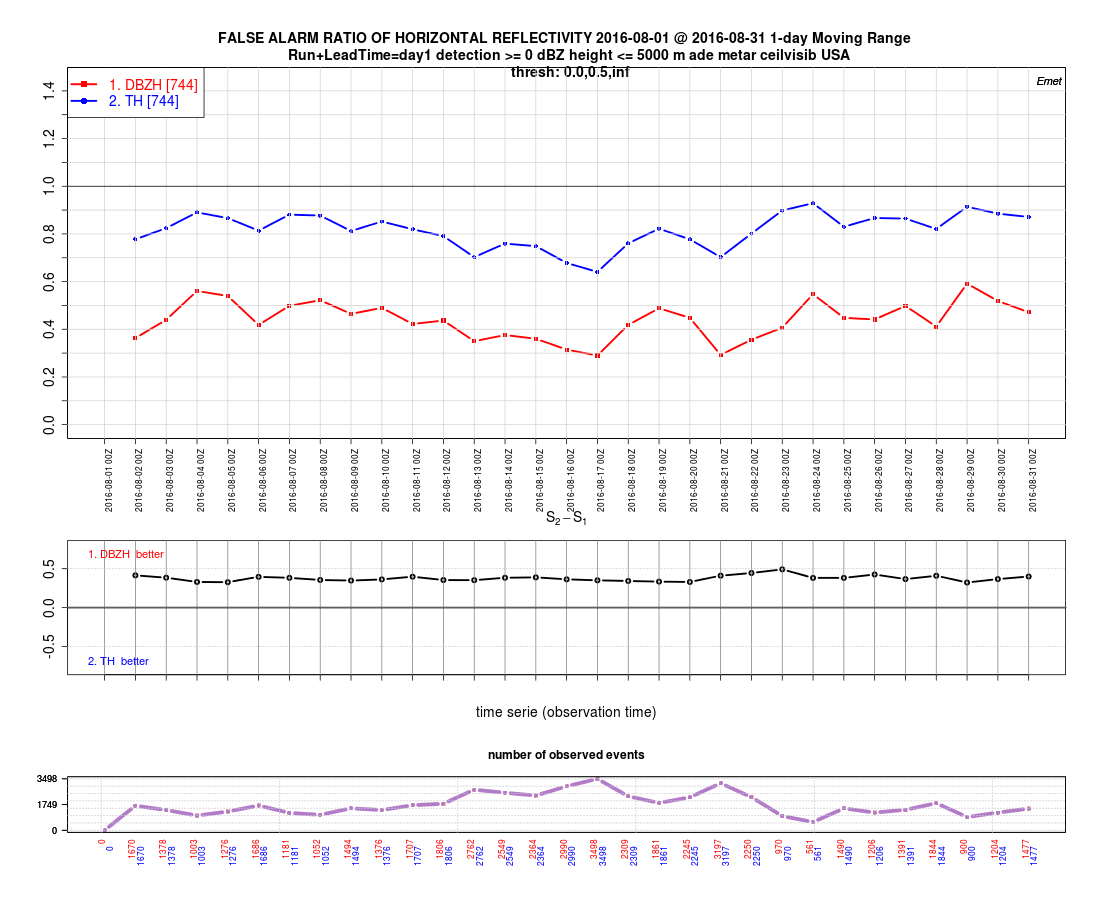 FALSE ALARM RATIO OF HORIZONTAL REFLECTIVITY 2016-08-01 @ 2016-08-31 1-day Moving Range
Run+LeadTime=day1 detection >= 0 dBZ height <= 5000 m ade metar ceilvisib USA
thresh: 0.0,0.5,inf
1. DBZH [744]
2. TH [744]
Emet
1.4
1.2
1.0
0.8
0.6
0.4
0.2
0.0
2016-08-01 00Z
2016-08-02 00Z
2016-08-03 00Z
2016-08-04 00Z
2016-08-05 00Z
2016-08-06 00Z
2016-08-07 00Z
2016-08-08 00Z
2016-08-09 00Z
2016-08-10 00Z
2016-08-11 00Z
2016-08-12 00Z
2016-08-13 00Z
2016-08-14 00Z
2016-08-15 00Z
2016-08-16 00Z
2016-08-17 00Z
2016-08-18 00Z
2016-08-19 00Z
2016-08-20 00Z
2016-08-21 00Z
2016-08-22 00Z
2016-08-23 00Z
2016-08-24 00Z
2016-08-25 00Z
2016-08-26 00Z
2016-08-27 00Z
2016-08-28 00Z
2016-08-29 00Z
2016-08-30 00Z
2016-08-31 00Z
S₂ – S₁
1. DBZH better
0.5
0.0
-0.5
2. TH better
time serie (observation time)
number of observed events
3498
1749
0
0 1670 1378 1003 1276 1686 1181 1052 1494 1376 1707 1806 2762 2549 2364 2990 3498 2309 1861 2245 3197 2250 970 561 1490 1206 1391 1844 900 1204 1477
0 1670 1378 1003 1276 1686 1181 1052 1494 1376 1707 1806 2762 2549 2364 2990 3498 2309 1861 2245 3197 2250 970 561 1490 1206 1391 1844 900 1204 1477